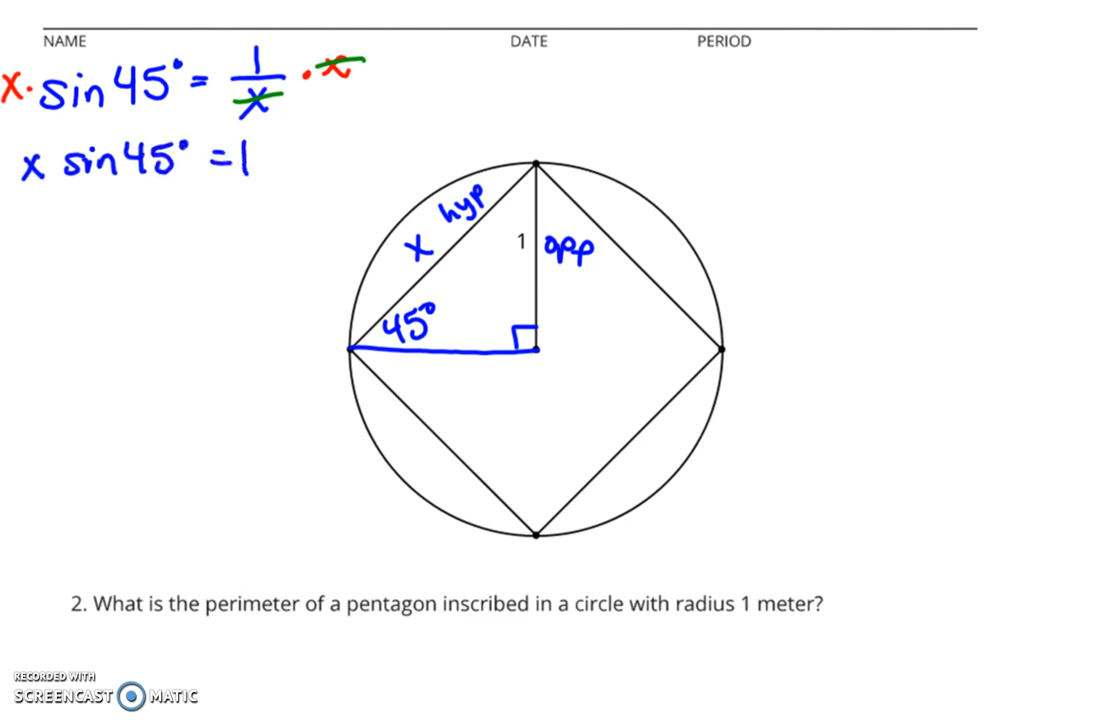 NAME DATE PERIOD
x · sin 45° = 1/x · x
x sin 45° = 1
hyp
x
1 opp
45°
2. What is the perimeter of a pentagon inscribed in a circle with radius 1 meter?
RECORDED WITH
SCREENCAST MATIC